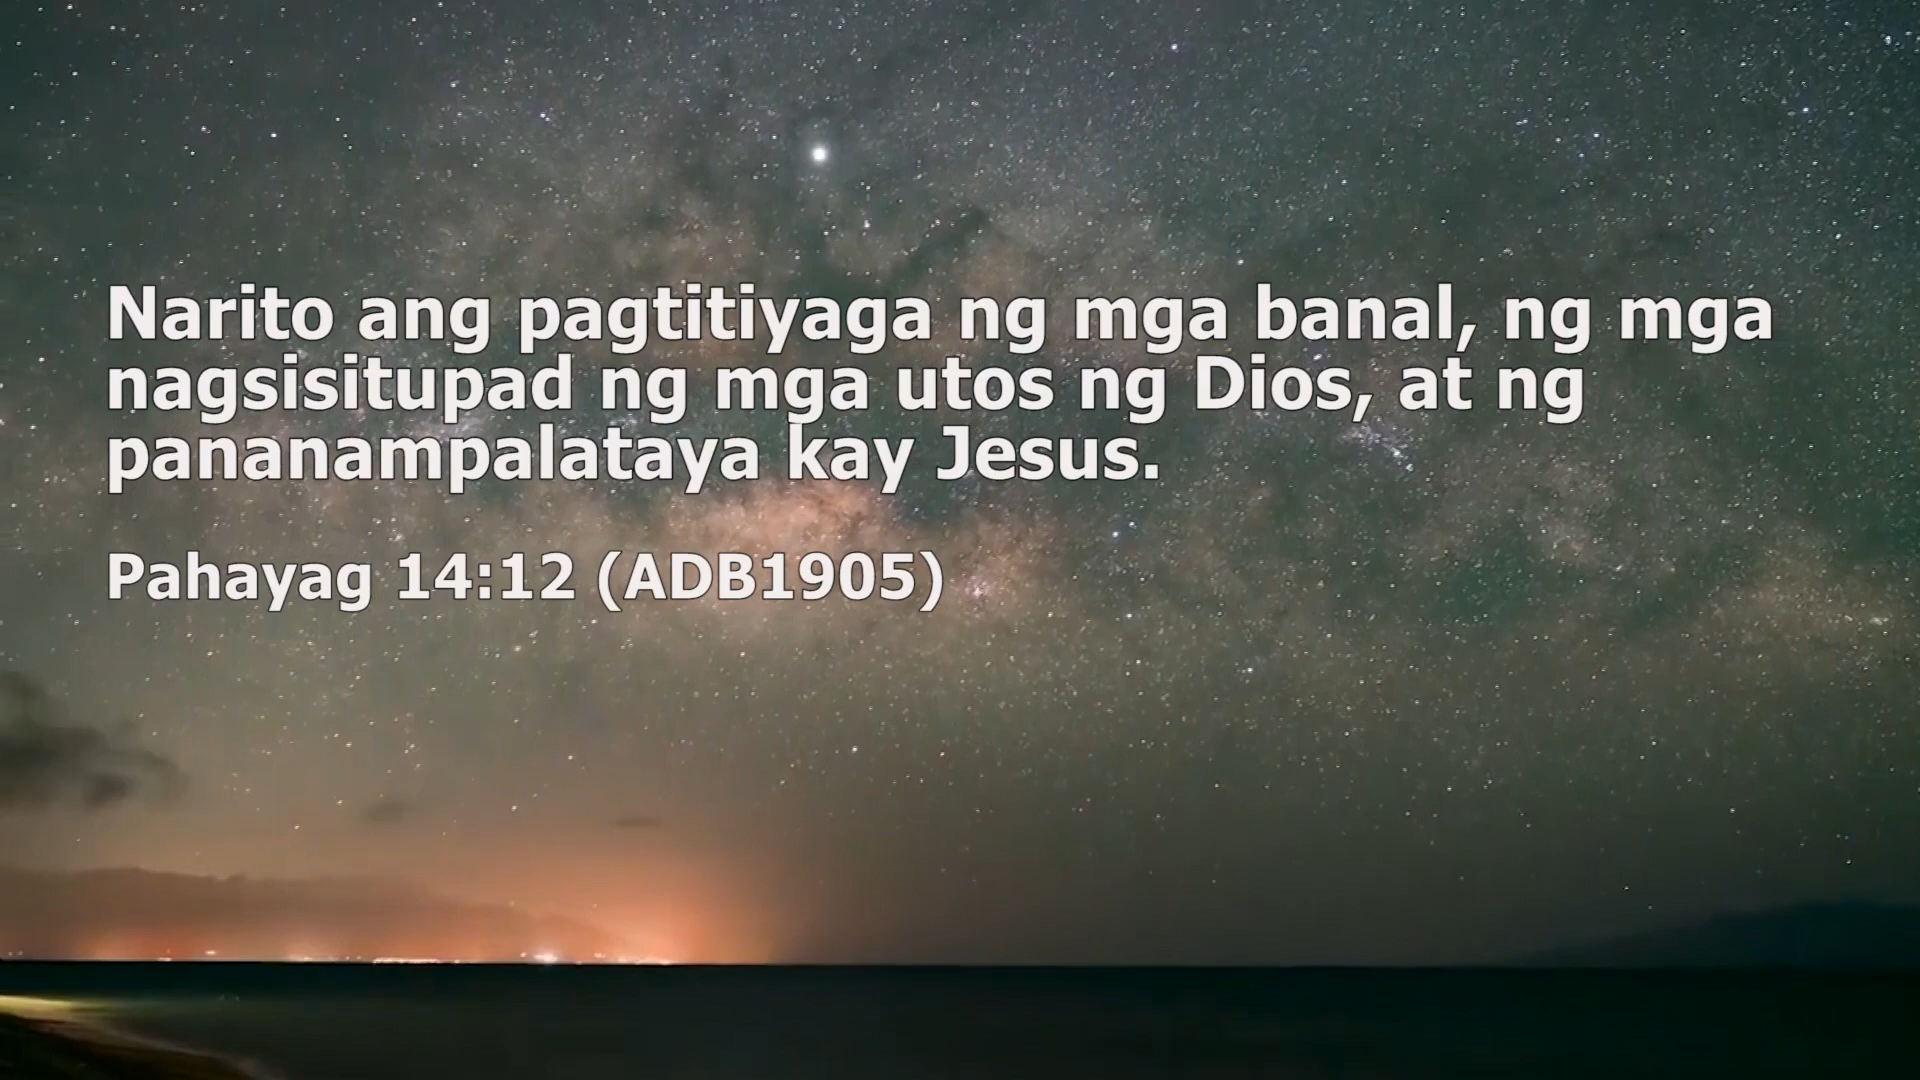 Narito ang pagtitiyaga ng mga banal, ng mga
nagsisitupad ng mga utos ng Dios, at ng
pananampalataya kay Jesus.
Pahayag 14:12 (ADB1905)